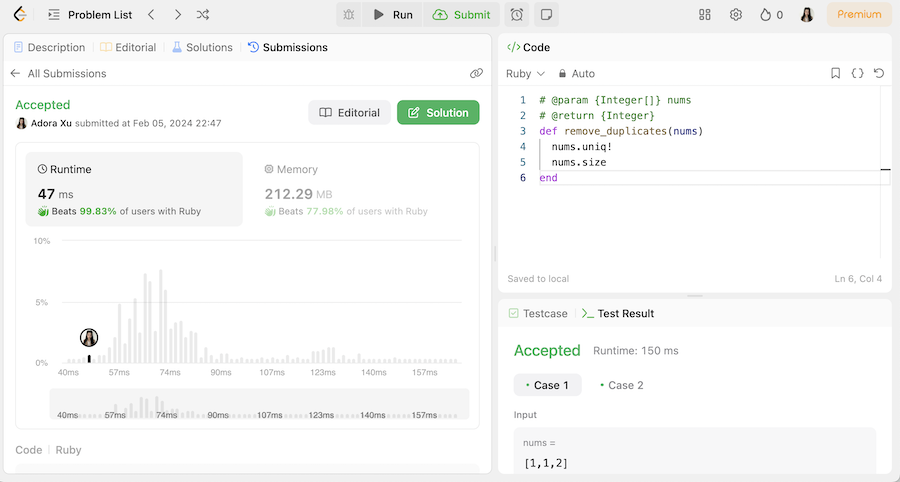 Problem List
Run
Submit
0
Premium
Description
Editorial
Solutions
Submissions
All Submissions
Accepted
Adora Xu submitted at Feb 05, 2024 22:47
Editorial
Solution
Runtime
47 ms
Beats 99.83% of users with Ruby
Memory
212.29 MB
Beats 77.98% of users with Ruby
10%
5%
0%
40ms 57ms 74ms 90ms 107ms 123ms 140ms 157ms
40ms 57ms 74ms 90ms 107ms 123ms 140ms 157ms
Code Ruby
</> Code
Ruby
Auto
1 # @param {Integer[]} nums
2 # @return {Integer}
3 def remove_duplicates(nums)
4 nums.uniq!
5 nums.size
6 end
Saved to local
Ln 6, Col 4
Testcase
>_ Test Result
Accepted Runtime: 150 ms
• Case 1
• Case 2
Input
nums =
[1,1,2]